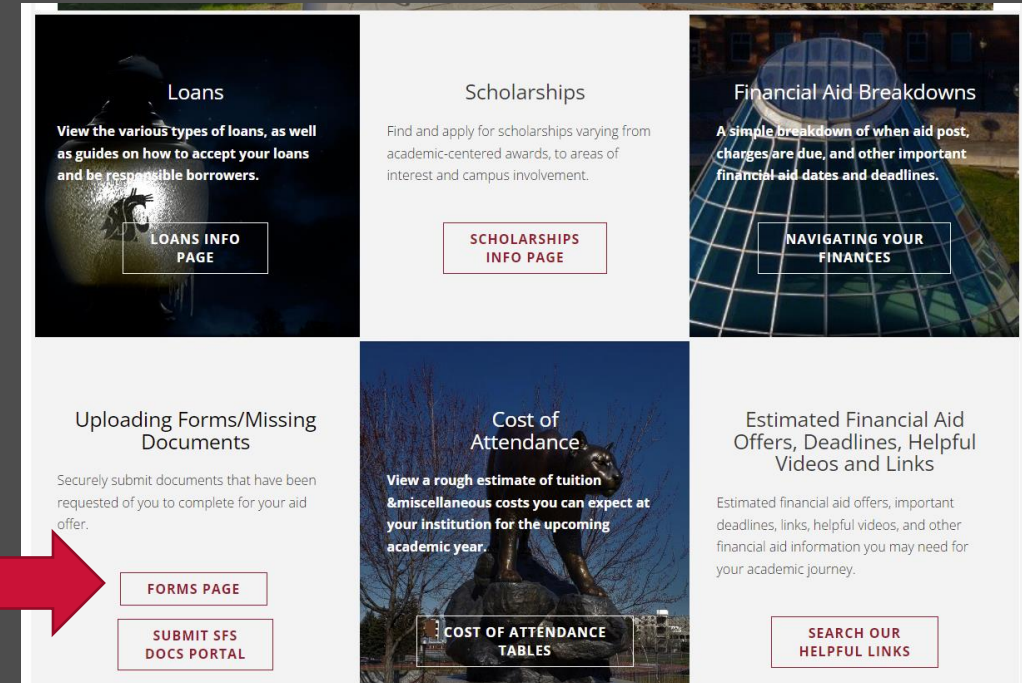 Loans
View the various types of loans, as well
as guides on how to accept your loans
and be responsible borrowers.
LOANS INFO
PAGE
Scholarships
Find and apply for scholarships varying from
academic-centered awards, to areas of
interest and campus involvement.
SCHOLARSHIPS
INFO PAGE
Financial Aid Breakdowns
A simple breakdown of when aid post,
charges are due, and other important
financial aid dates and deadlines.
NAVIGATING YOUR
FINANCES
Uploading Forms/Missing
Documents
Securely submit documents that have been
requested of you to complete for your aid
offer.
FORMS PAGE
SUBMIT SFS
DOCS PORTAL
Cost of
Attendance
View a rough estimate of tuition
&miscellaneous costs you can expect at
your institution for the upcoming
academic year.
COST OF ATTENDANCE
TABLES
Estimated Financial Aid
Offers, Deadlines, Helpful
Videos and Links
Estimated financial aid offers, important
deadlines, links, helpful videos, and other
financial aid information you may need for
your academic journey.
SEARCH OUR
HELPFUL LINKS